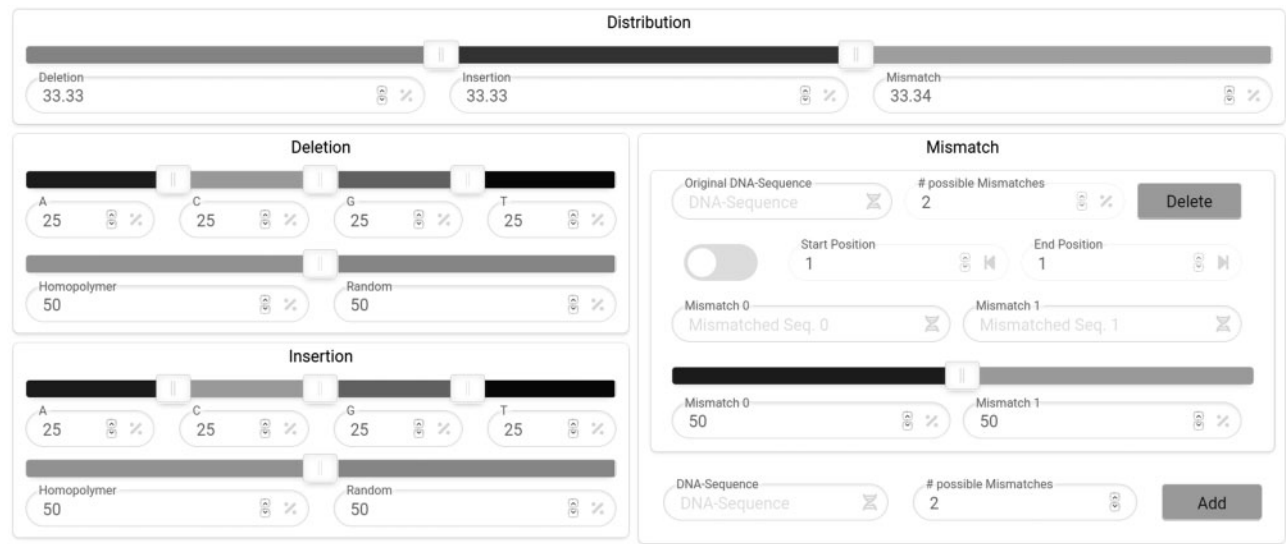 Distribution
Deletion Insertion Mismatch
33.33 % 33.33 % 33.34 %
Deletion
A C G T
25 % 25 % 25 % 25 %
Homopolymer Random
50 % 50 %
Insertion
A C G T
25 % 25 % 25 % 25 %
Homopolymer Random
50 % 50 %
Mismatch
Original DNA-Sequence # possible Mismatches
DNA-Sequence 2 % Delete
Start Position End Position
1 1
Mismatch 0 Mismatch 1
Mismatched Seq. 0 Mismatched Seq. 1
Mismatch 0 Mismatch 1
50 % 50 %
DNA-Sequence # possible Mismatches
DNA-Sequence 2 Add